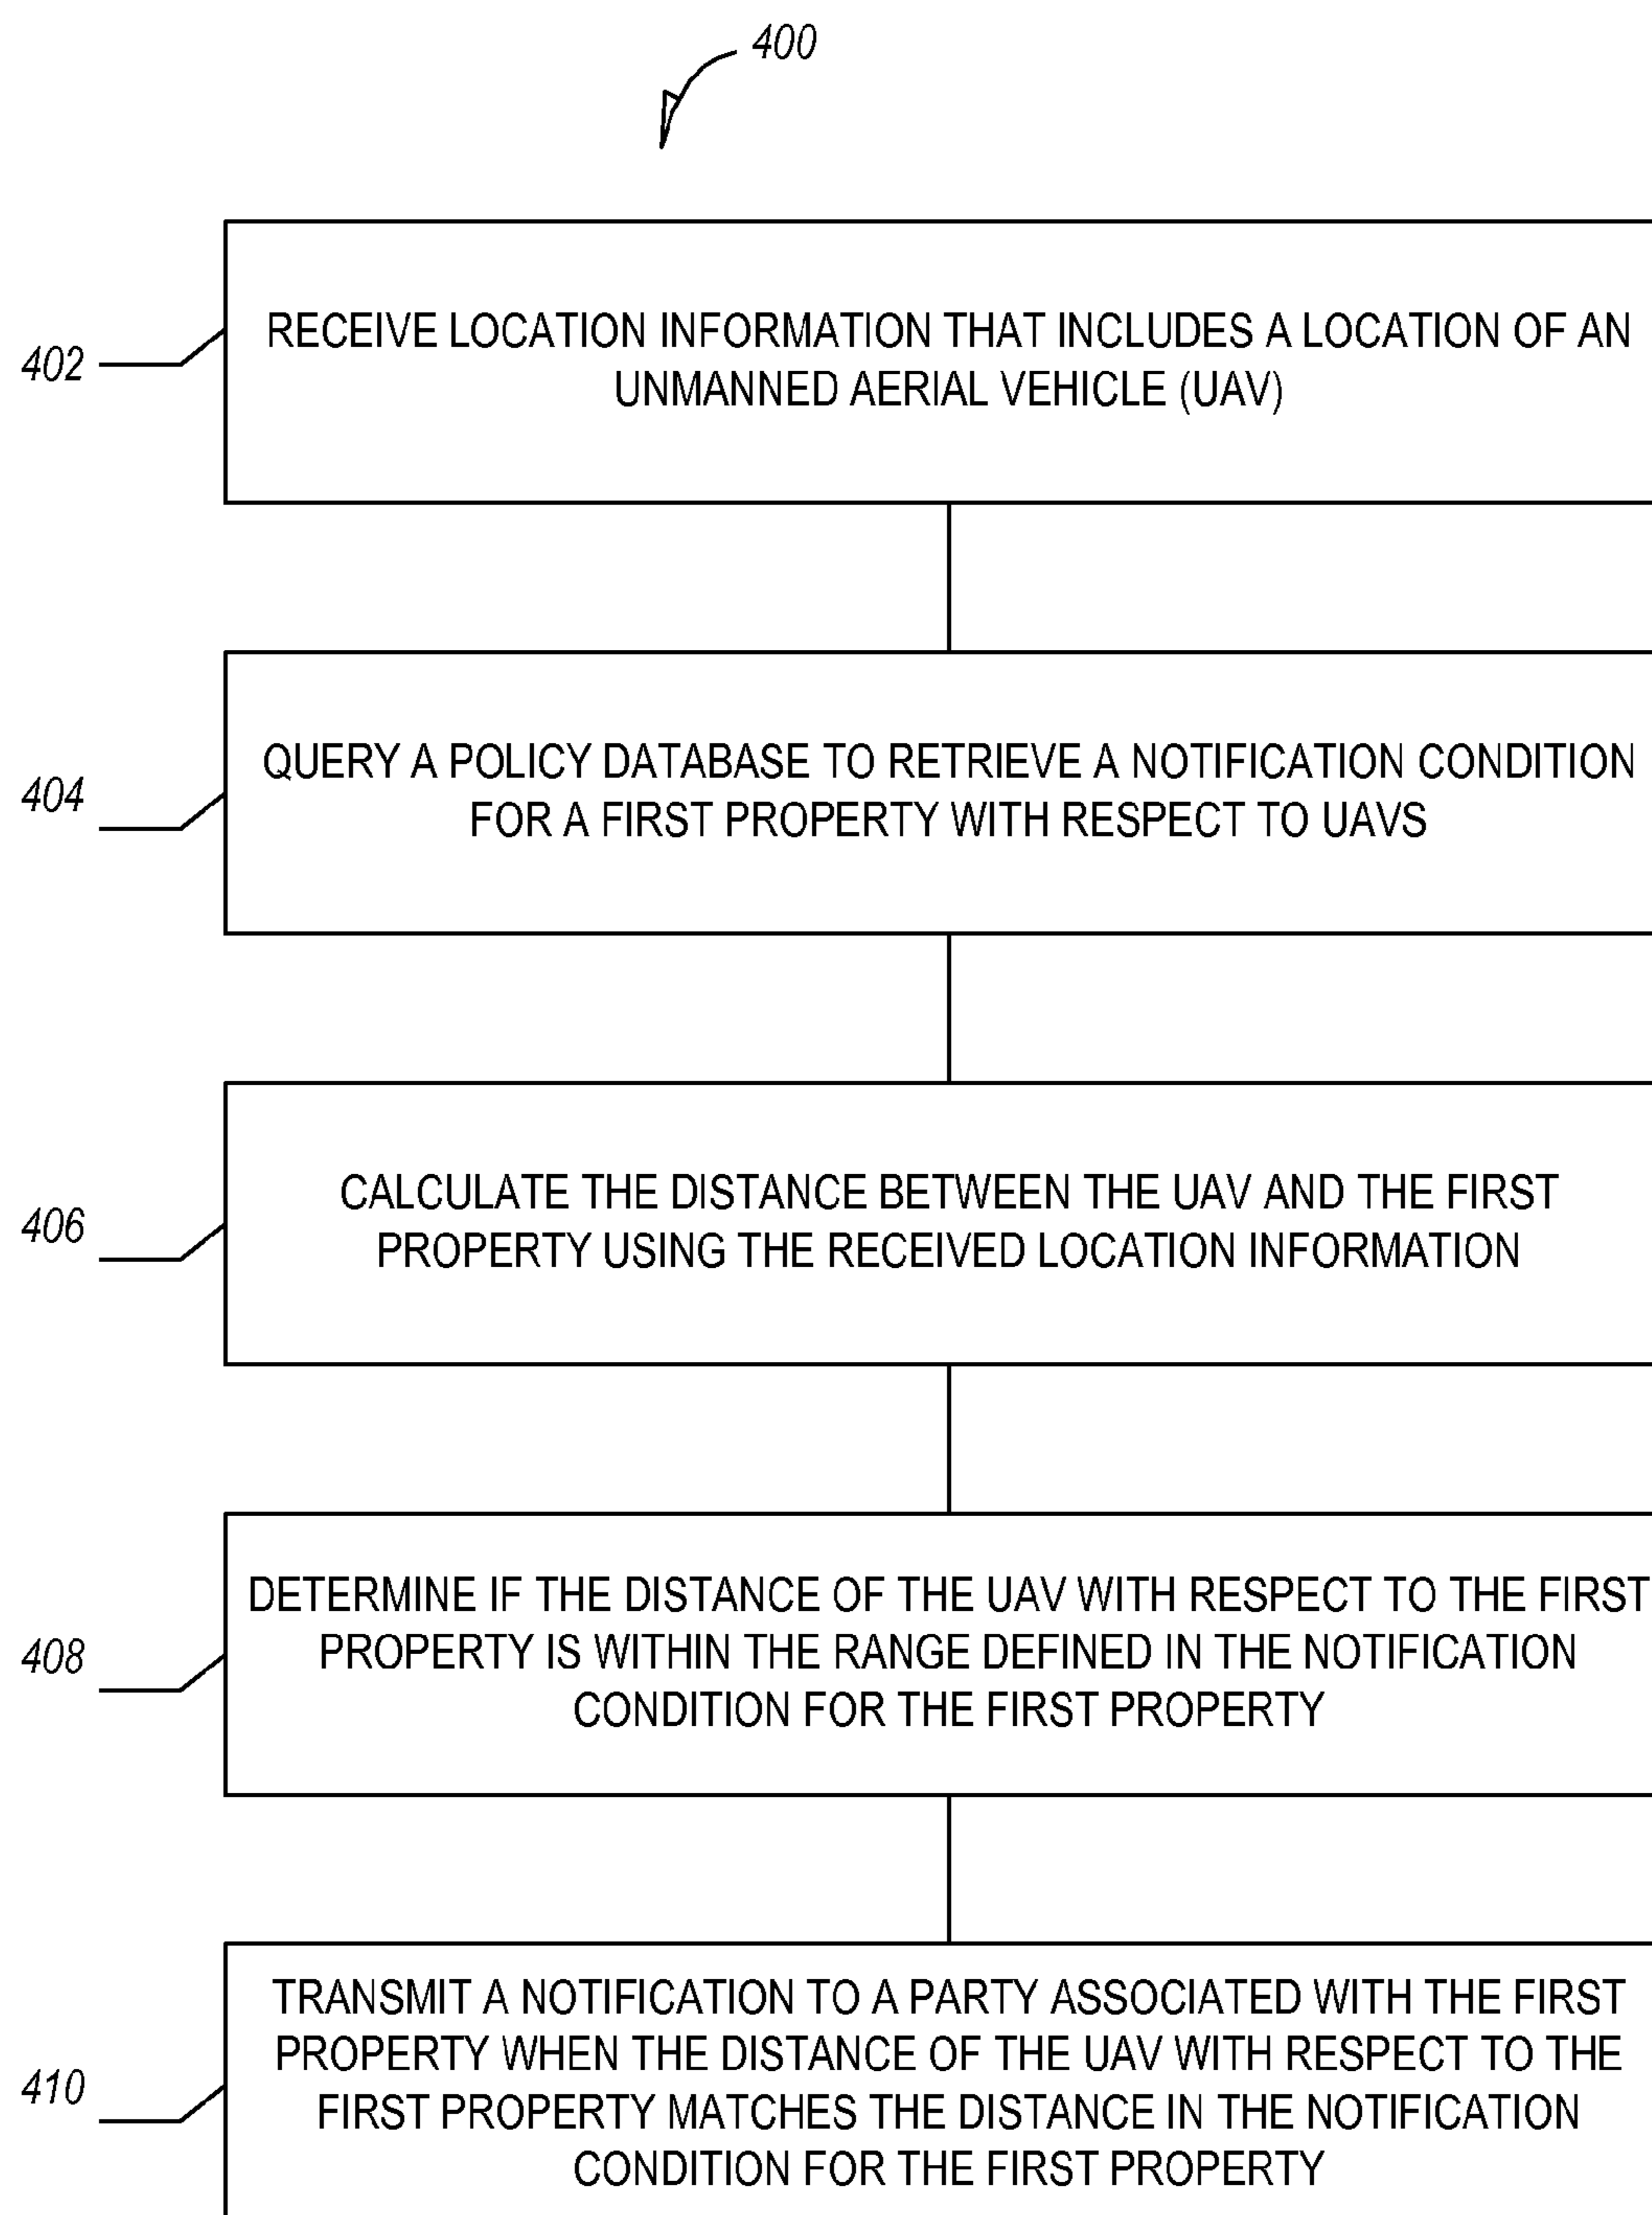 400
402
RECEIVE LOCATION INFORMATION THAT INCLUDES A LOCATION OF AN
UNMANNED AERIAL VEHICLE (UAV)
404
QUERY A POLICY DATABASE TO RETRIEVE A NOTIFICATION CONDITION
FOR A FIRST PROPERTY WITH RESPECT TO UAVS
406
CALCULATE THE DISTANCE BETWEEN THE UAV AND THE FIRST
PROPERTY USING THE RECEIVED LOCATION INFORMATION
408
DETERMINE IF THE DISTANCE OF THE UAV WITH RESPECT TO THE FIRST
PROPERTY IS WITHIN THE RANGE DEFINED IN THE NOTIFICATION
CONDITION FOR THE FIRST PROPERTY
410
TRANSMIT A NOTIFICATION TO A PARTY ASSOCIATED WITH THE FIRST
PROPERTY WHEN THE DISTANCE OF THE UAV WITH RESPECT TO THE
FIRST PROPERTY MATCHES THE DISTANCE IN THE NOTIFICATION
CONDITION FOR THE FIRST PROPERTY